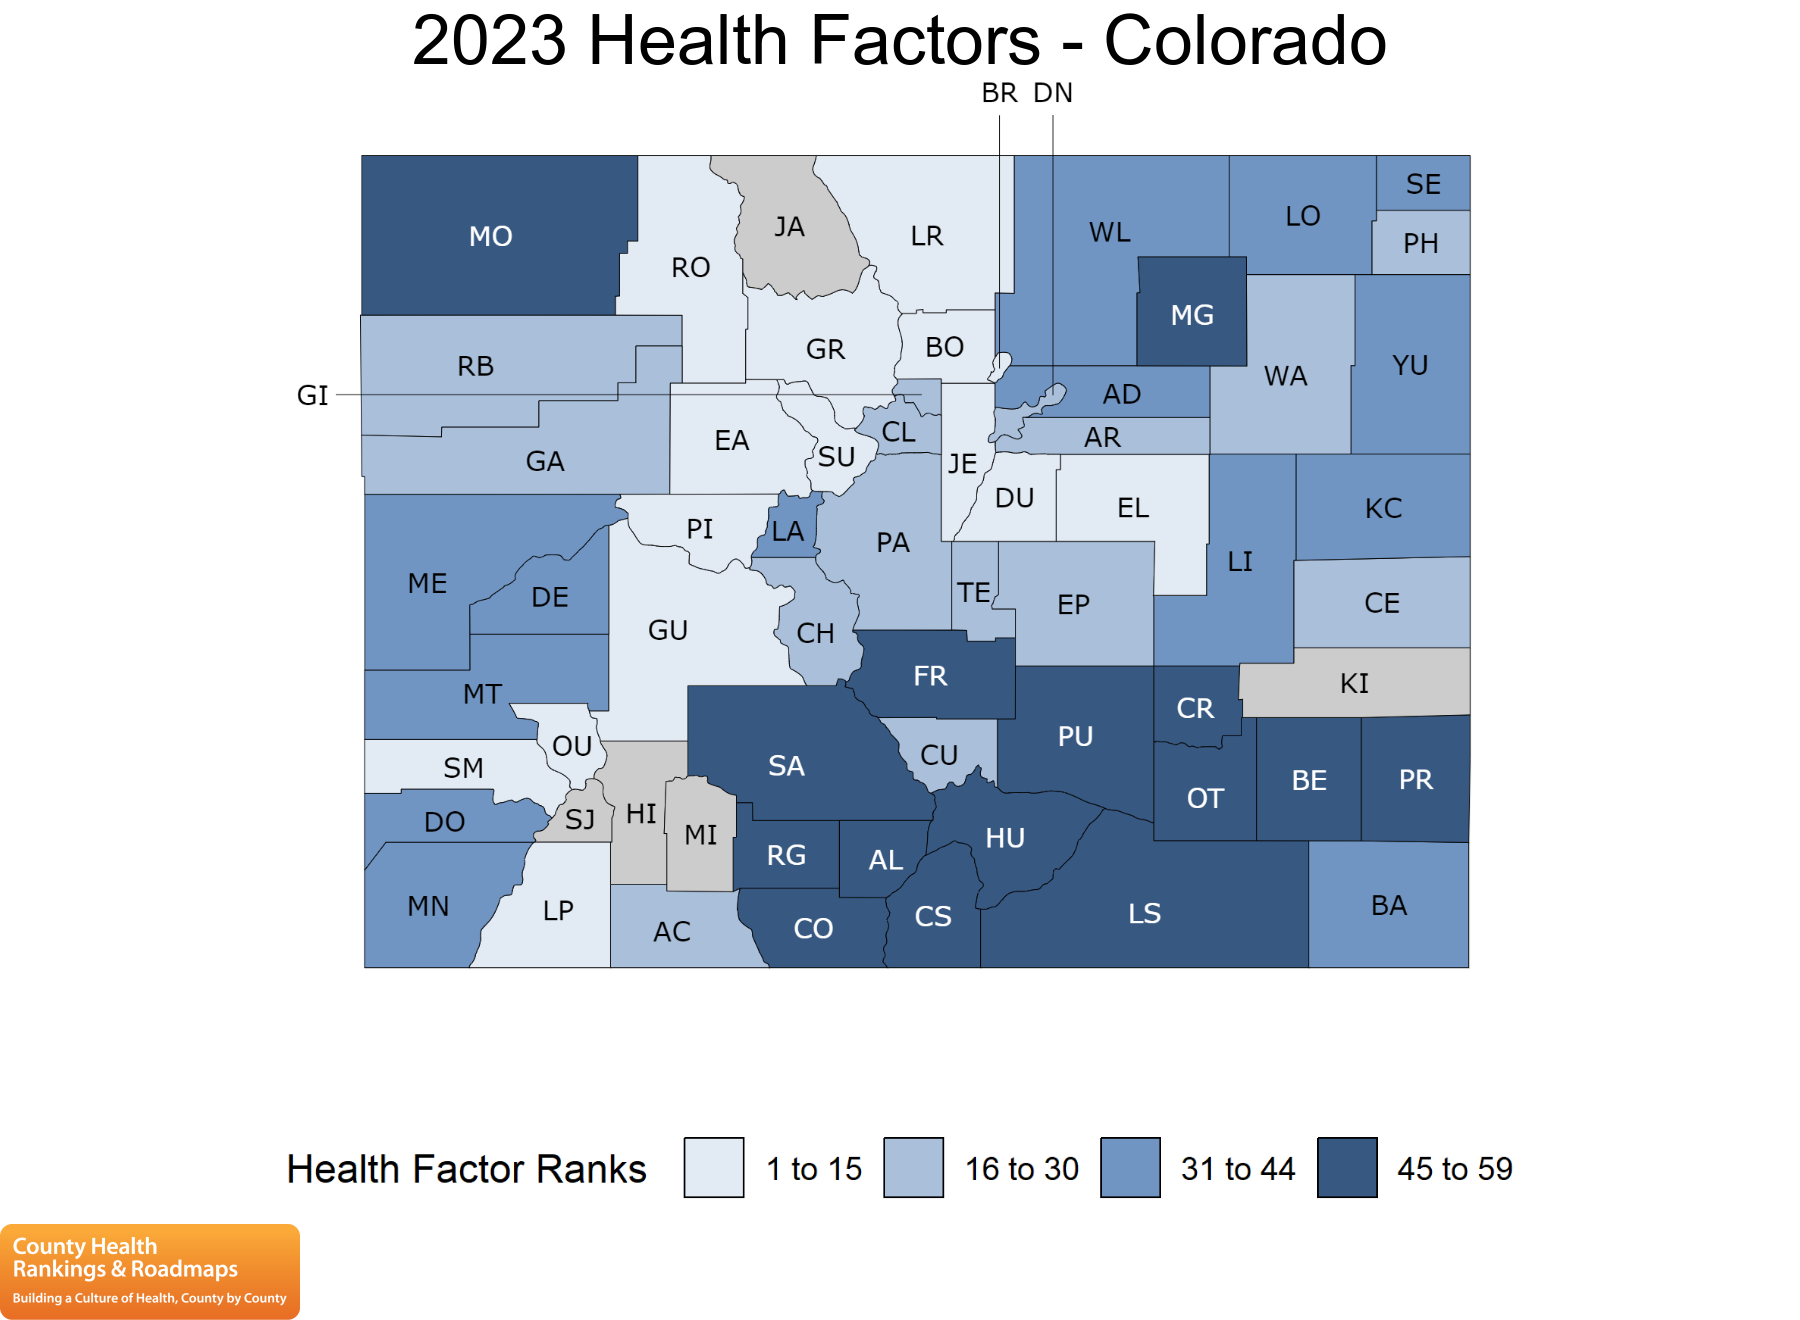 2023 Health Factors - Colorado
BR DN
MO
RO
JA
LR
WL
LO
SE
PH
MG
RB
GR
BO
WA
YU
GI
AD
EA
CL
AR
GA
SU
JE
DU
EL
KC
PI
LA
PA
LI
ME
DE
TE
EP
CE
GU
CH
MT
FR
KI
CR
OU
CU
PU
SM
SA
BE
PR
OT
DO
SJ
HI
MI
HU
RG
AL
MN
LP
AC
CO
CS
LS
BA
Health Factor Ranks 1 to 15 16 to 30 31 to 44 45 to 59
County Health
Rankings & Roadmaps
Building a Culture of Health, County by County